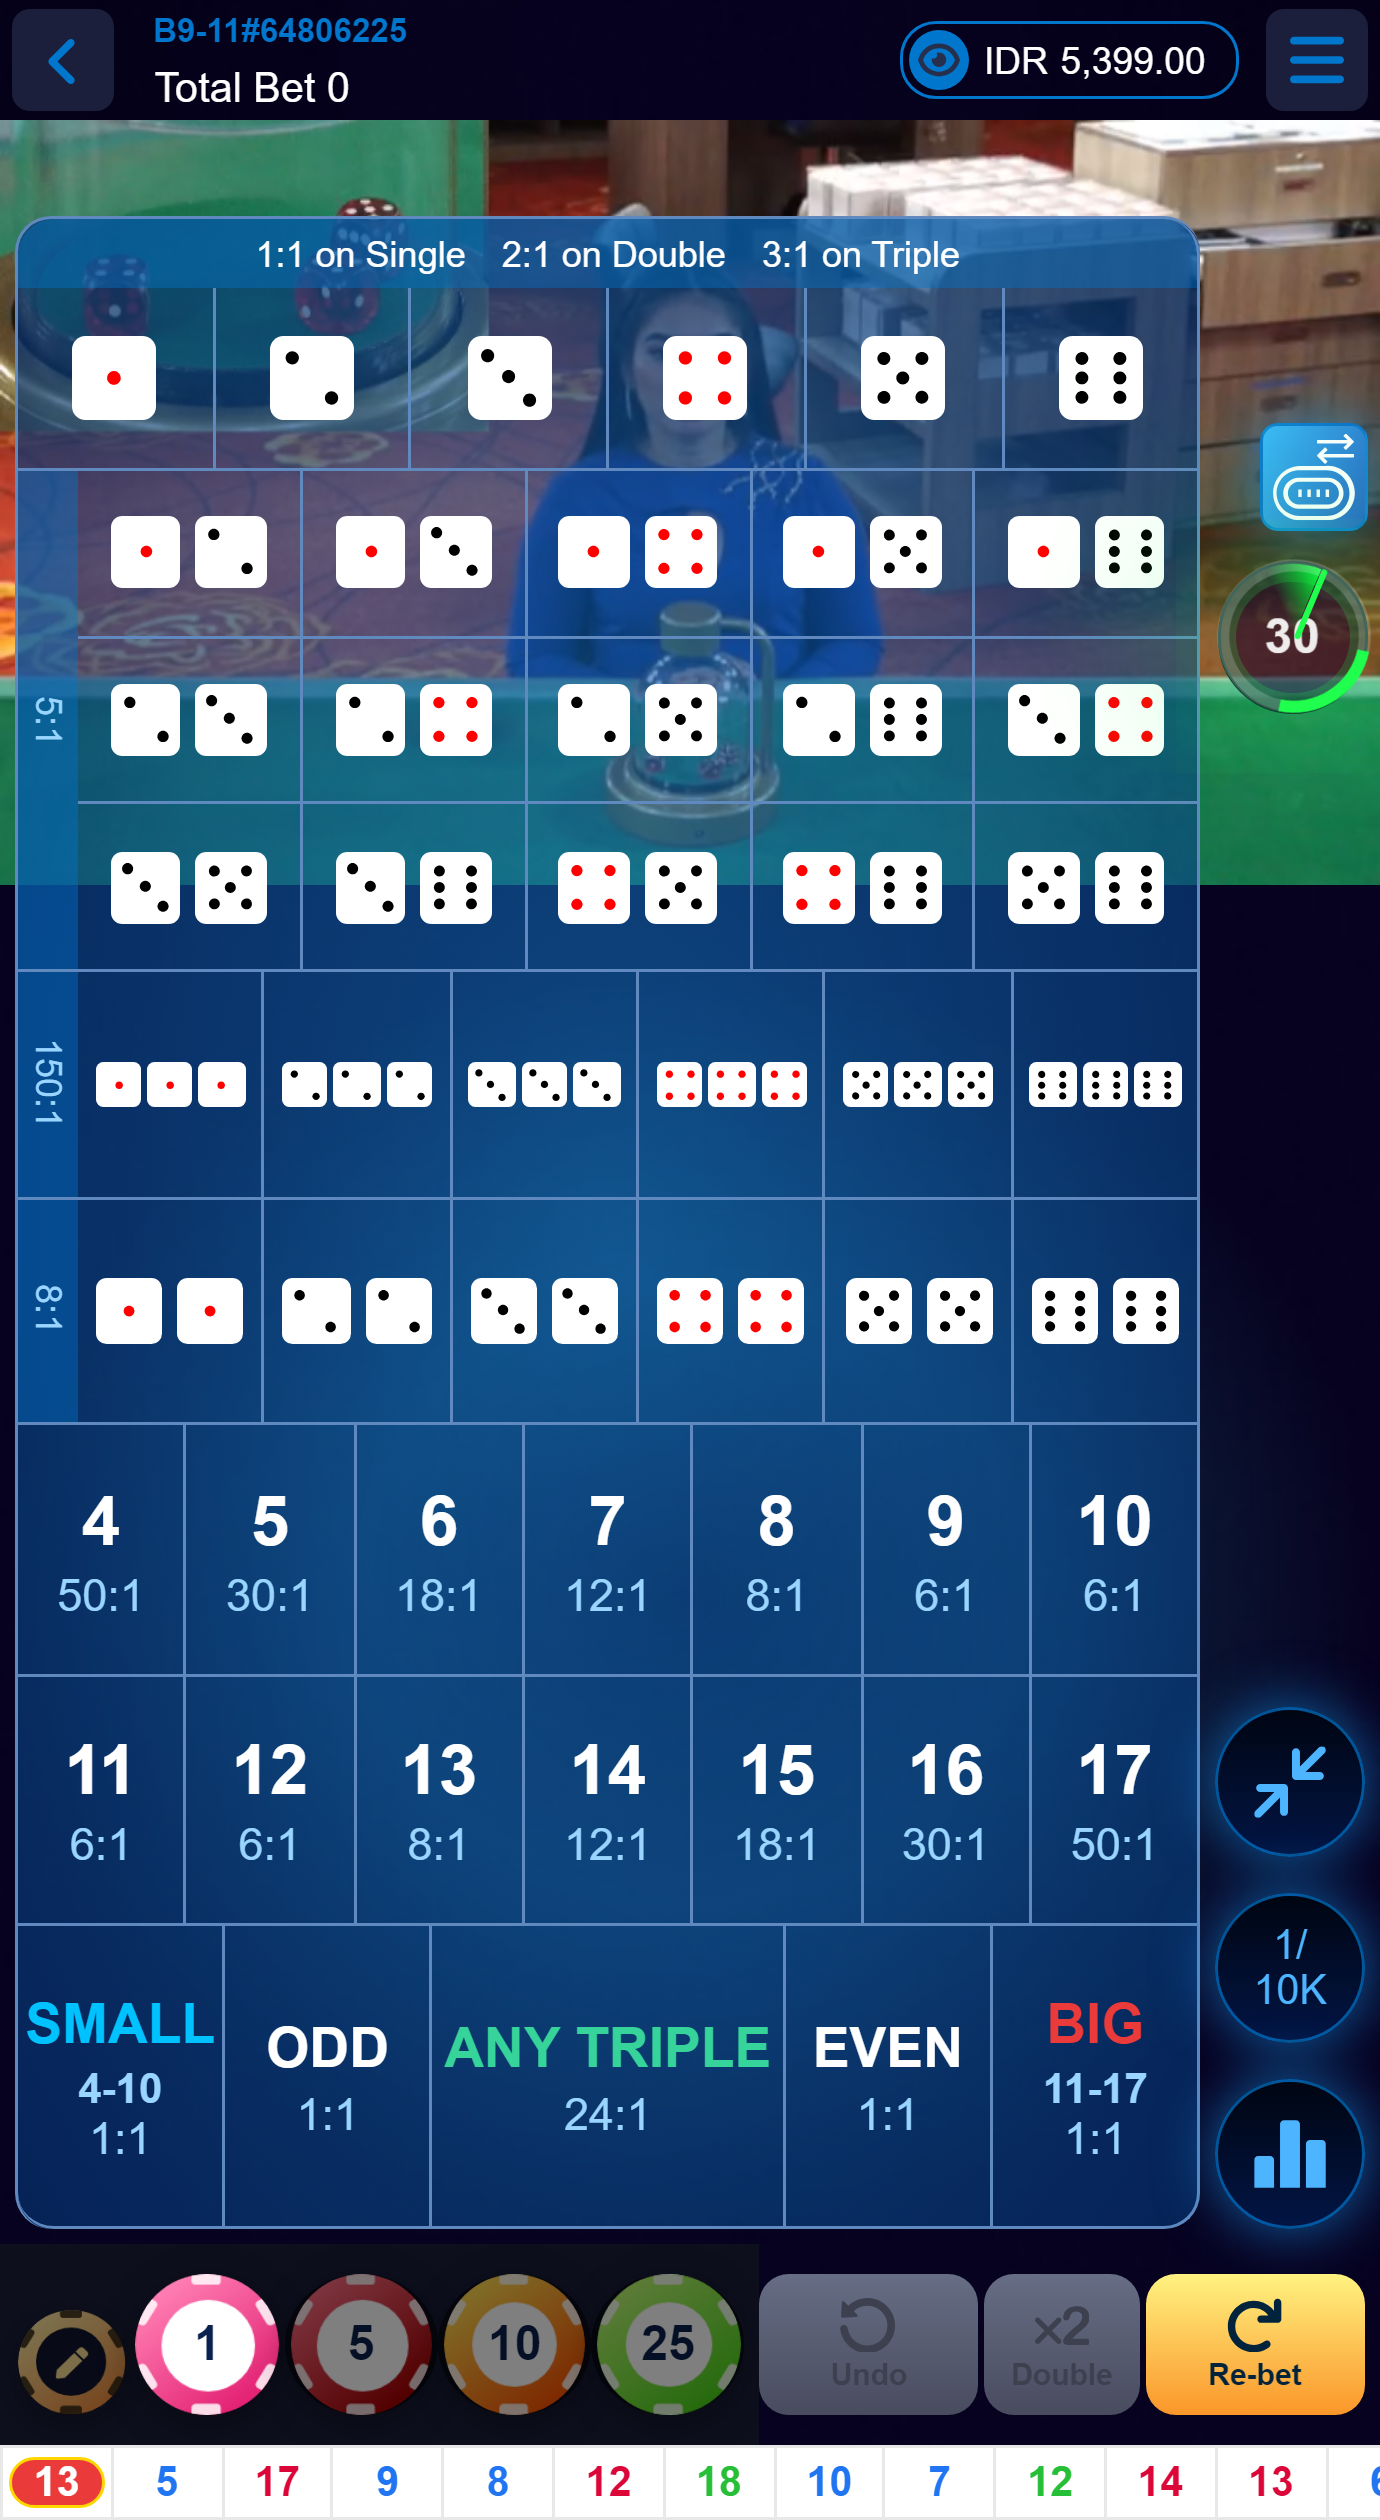 B9-11#64806225
Total Bet 0
IDR 5,399.00
1:1 on Single 2:1 on Double 3:1 on Triple
30
5:1
150:1
8:1
4 5 6 7 8 9 10
50:1 30:1 18:1 12:1 8:1 6:1 6:1
11 12 13 14 15 16 17
6:1 6:1 8:1 12:1 18:1 30:1 50:1
1/
10K
SMALL
4-10
1:1
ODD
1:1
ANY TRIPLE
24:1
EVEN
1:1
BIG
11-17
1:1
1 5 10 25
Undo
x2
Double
Re-bet
13 5 17 9 8 12 18 10 7 12 14 13